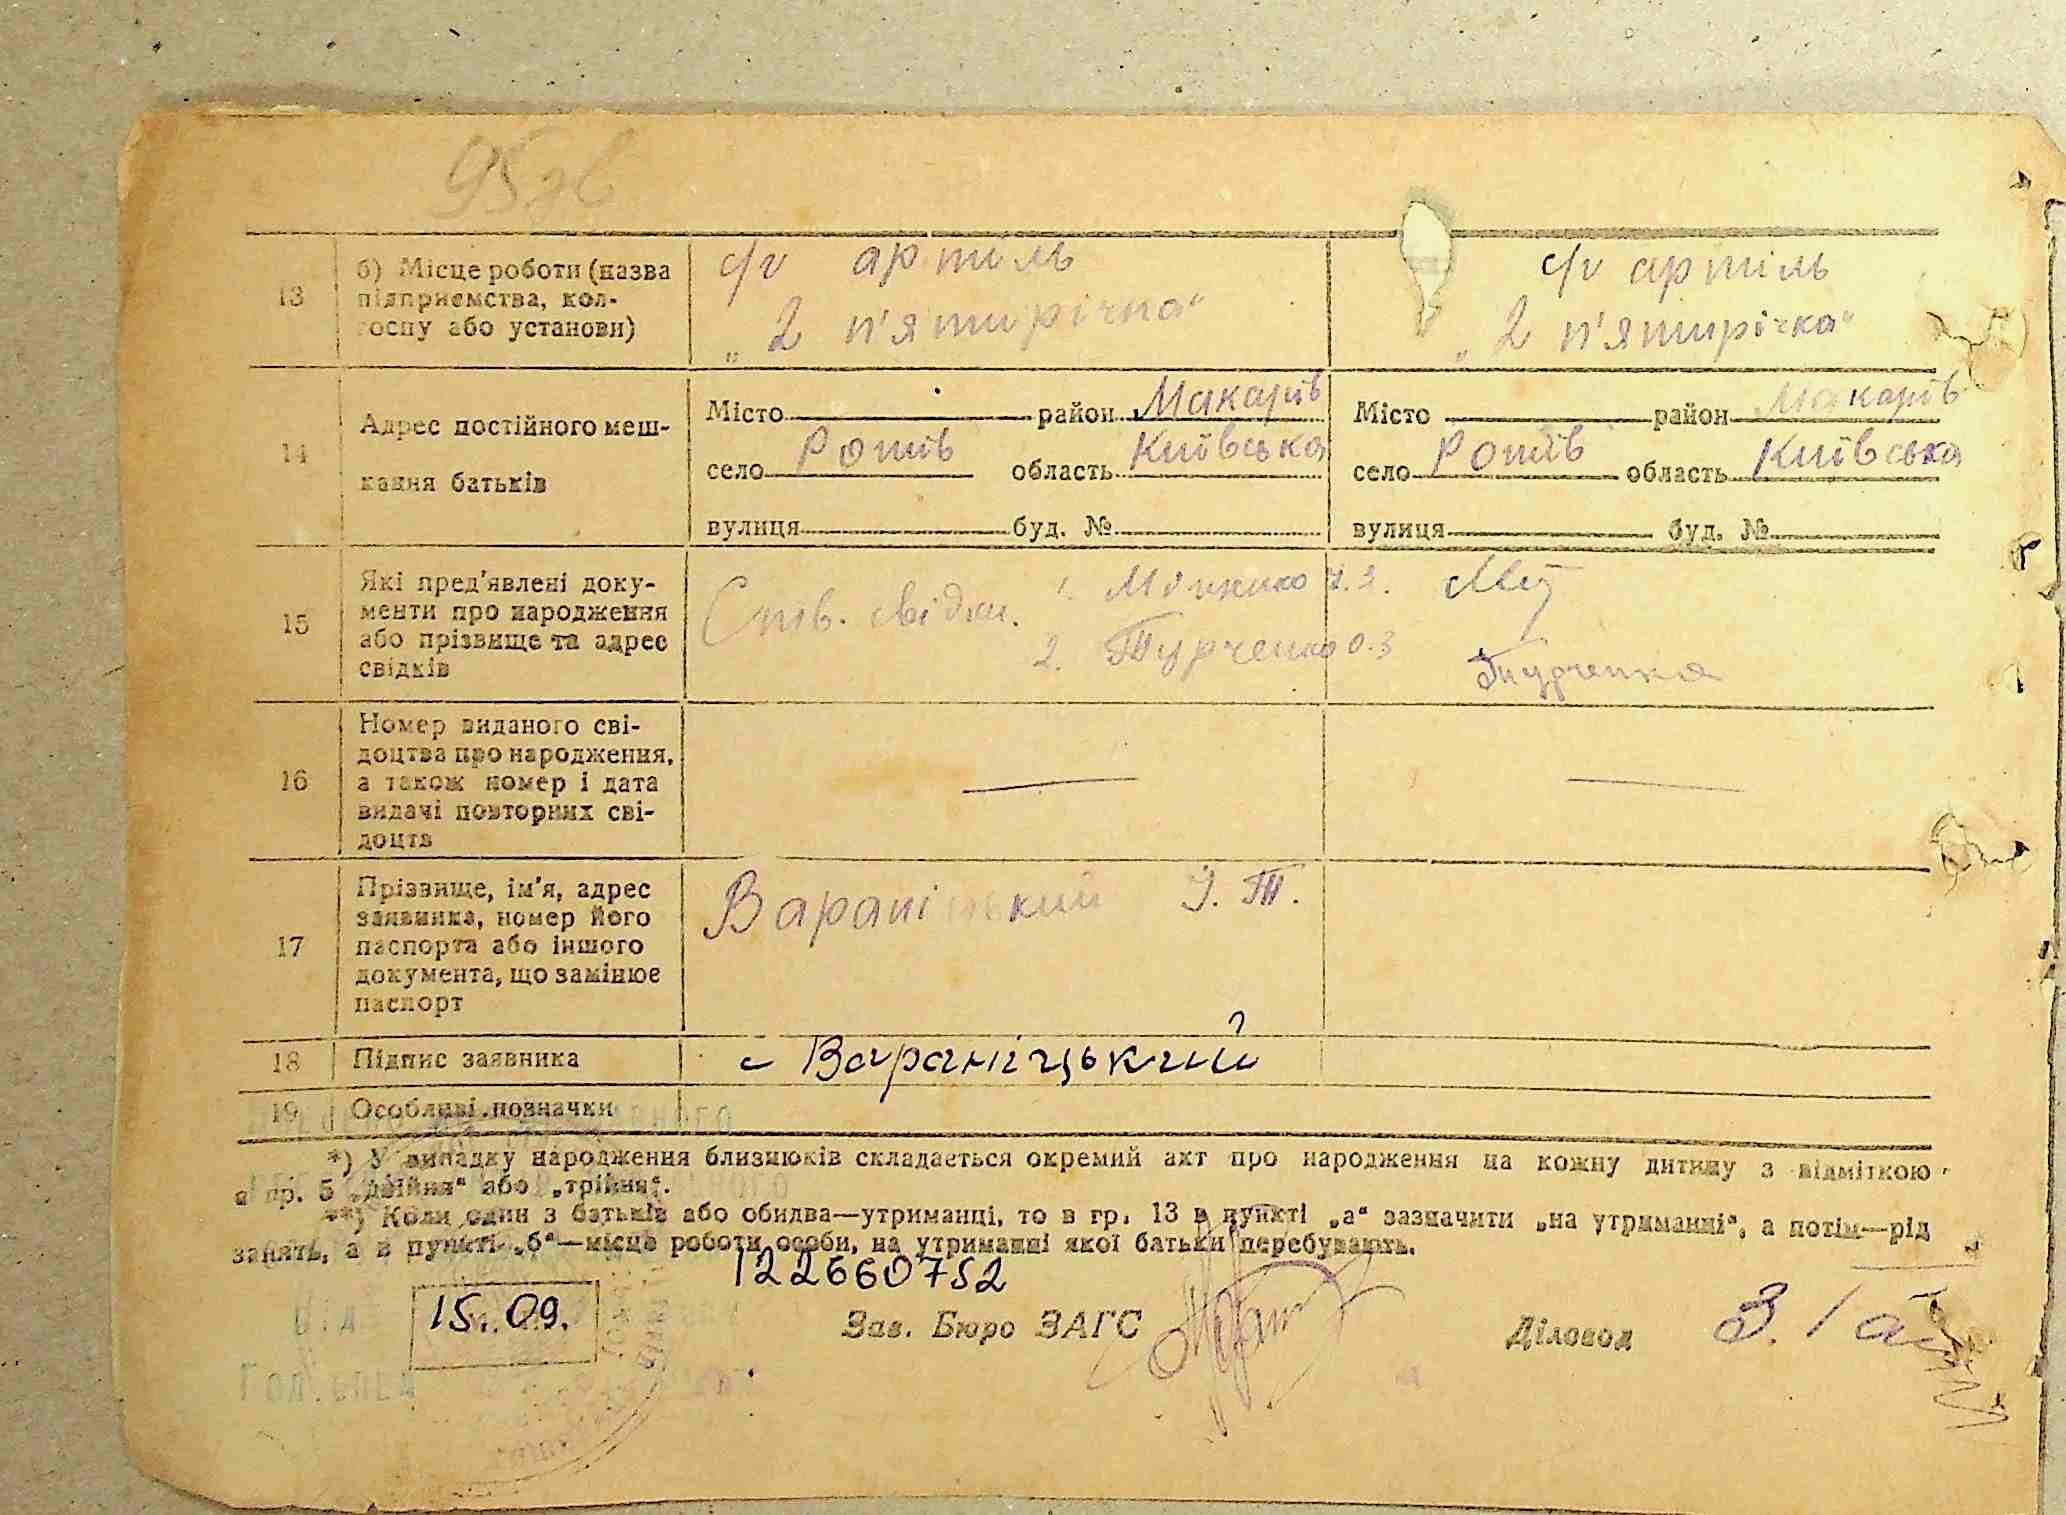 95 зв
13 б) Місце роботи (назва підприємства, колгоспу або установи)
с/г артіль с/г артіль
„2 п'ятирічка“ „2 п'ятирічка“
14 Адрес постійного мешкання батьків
Місто район Макарів Місто район Макарів
село Ротів область Київська село Ротів область Київська
вулиця буд. № вулиця буд. №
15 Які пред'явлені документи про народження або прізвище та адрес свідків
Ств. свідки. 1.
2. Турченко О.З Турченко
16 Номер виданого свідоцтва про народження, а також номер і дата видачі повторних свідоцтв
17 Прізвище, ім'я, адрес заявника, номер його паспорта або іншого документа, що замінює паспорт
Вараніцький І. Т.
18 Підпис заявника Вараніцький
19 Особливі позначки
*) У випадку народження близнюків складається окремий акт про народження на кожну дитину з відміткою
в гр. 5 „двійня“ або „трійня“.
**) Коли один з батьків або обидва—утриманці, то в гр. 13 в пункті „а“ зазначити „на утриманні“, а потім—рід
занять, а в пункті „б“—місце роботи особи, на утриманні якої батьки перебувають.
122660752
15. 09.
Зав. Бюро ЗАГС Діловод